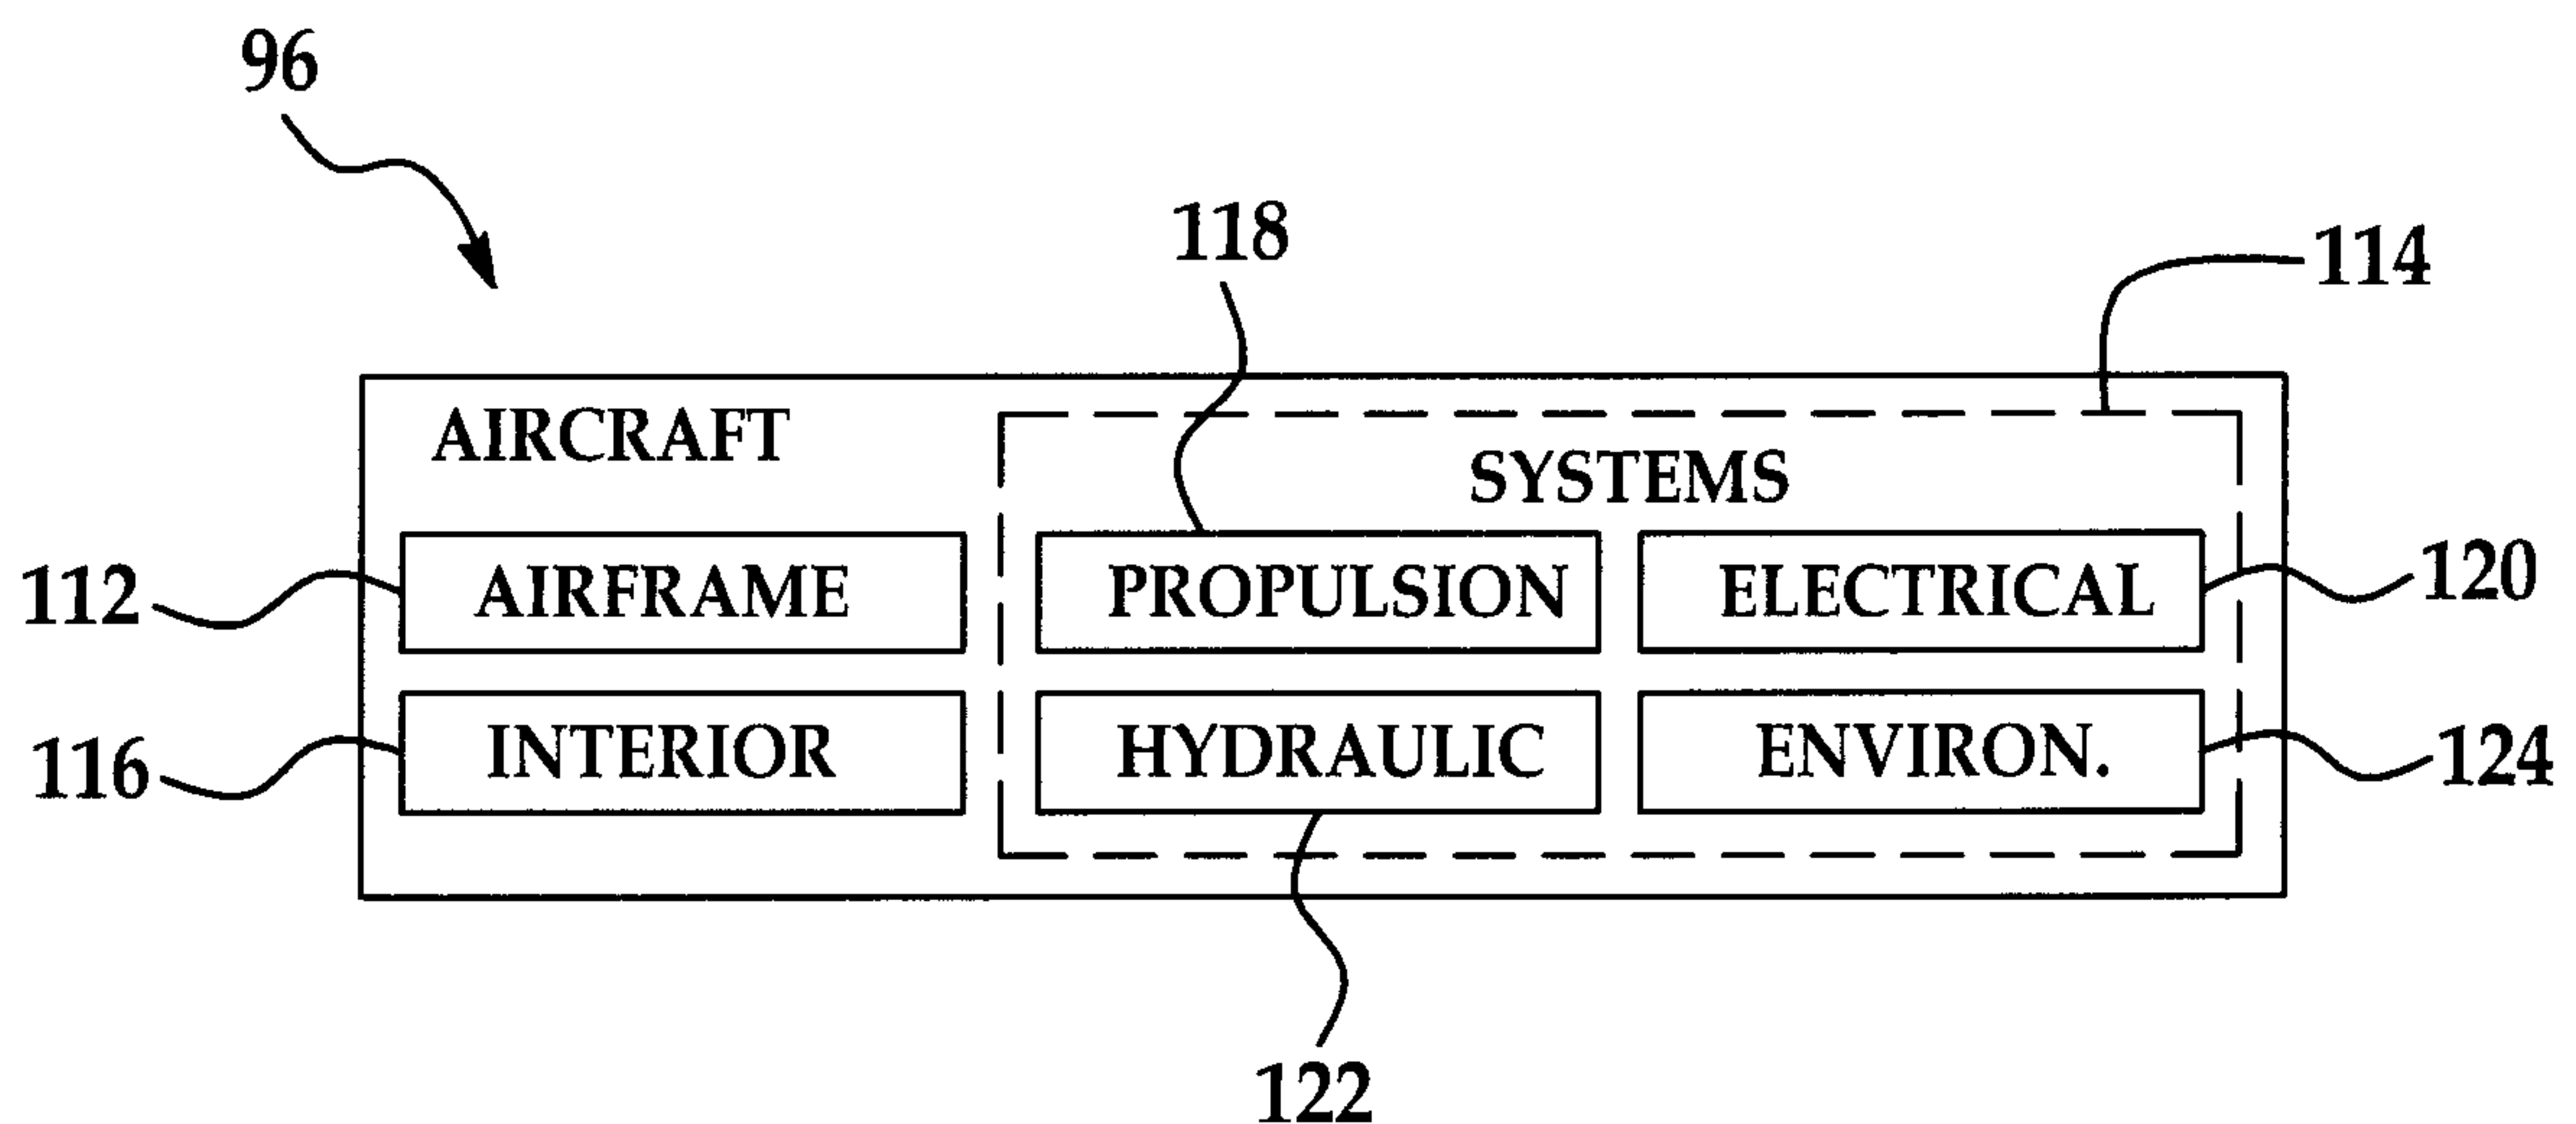 96
118
114
AIRCRAFT
SYSTEMS
112
AIRFRAME
PROPULSION
ELECTRICAL
120
116
INTERIOR
HYDRAULIC
ENVIRON.
124
122